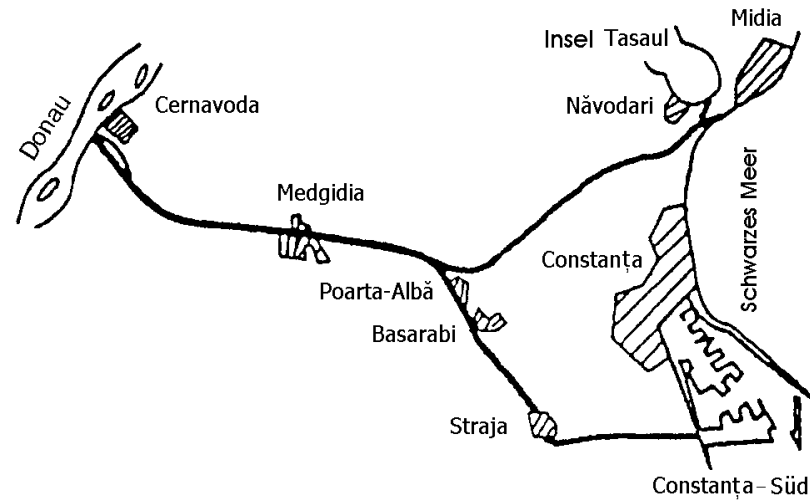 Midia
Insel Tasaul
Năvodari
Cernavoda
Donau
Medgidia
Schwarzes Meer
Constanța
Poarta-Albă
Basarabi
Straja
Constanța-Süd